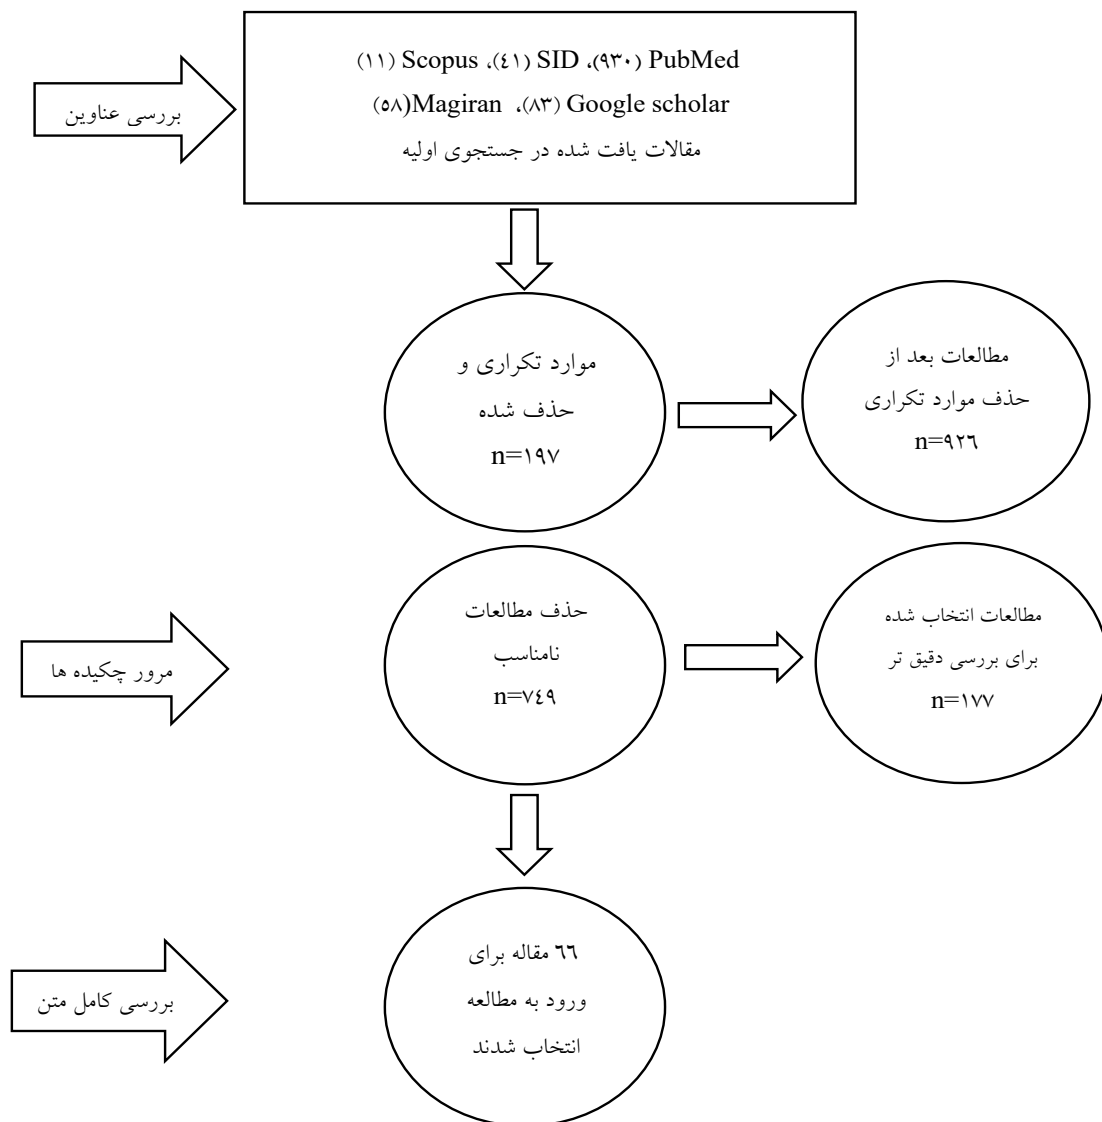 (۱۱) Scopus ،(٤۱) SID ،(۹۳۰) PubMed
(٥۸)Magiran ،(۸۳) Google scholar
مقالات یافت شده در جستجوی اولیه
بررسی عناوین
موارد تکراری و
حذف شده
n=۱۹۷
مطالعات بعد از
حذف موارد تکراری
n=۹۲٦
مرور چکیده ها
حذف مطالعات
نامناسب
n=۷٤۹
مطالعات انتخاب شده
برای بررسی دقیق تر
n=۱۷۷
بررسی کامل متن
٦٦ مقاله برای
ورود به مطالعه
انتخاب شدند